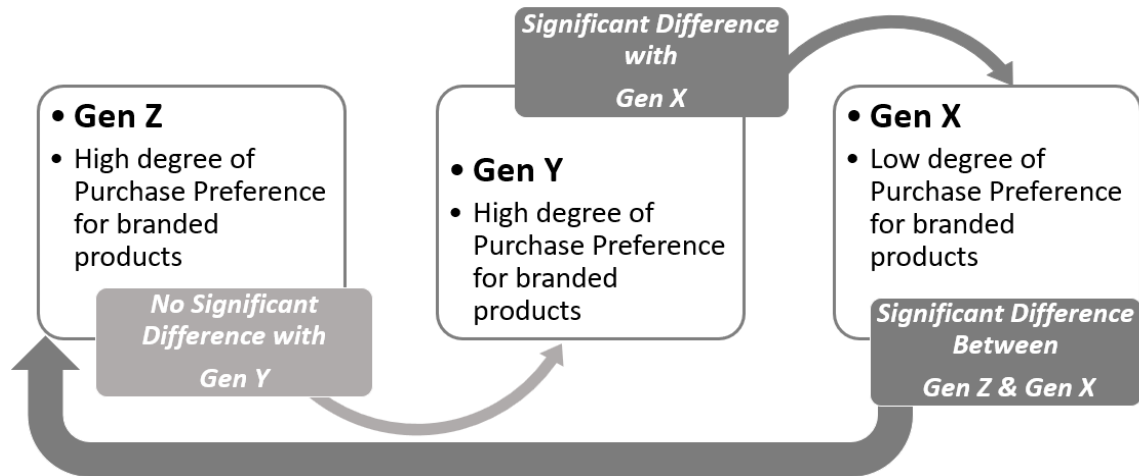 • Gen Z
• High degree of
Purchase Preference
for branded
products
No Significant
Difference with
Gen Y
Significant Difference
with
Gen X
• Gen Y
• High degree of
Purchase Preference
for branded
products
• Gen X
• Low degree of
Purchase Preference
for branded
products
Significant Difference
Between
Gen Z & Gen X